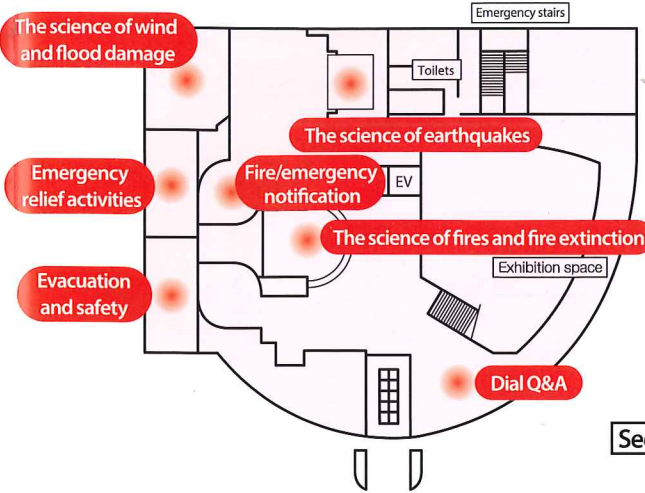 Emergency stairs
The science of wind
and flood damage
Toilets
The science of earthquakes
Emergency
relief activities
Fire/emergency
notification
EV
The science of fires and fire extinction
Exhibition space
Evacuation
and safety
Dial Q&A